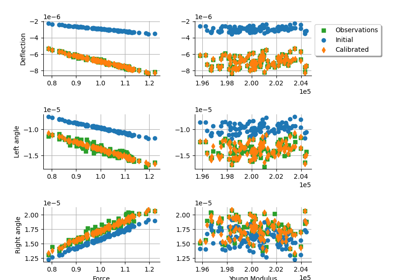 1e−6
1e−6
−2
−4
−6
−8
Deflection
0.8
0.9
1.0
1.1
1.2
−2
−4
−6
−8
1.96
1.98
2.00
2.02
2.04
1e5
Observations
Initial
Calibrated
1e−5
1e−5
−1.0
−1.5
Left angle
0.8
0.9
1.0
1.1
1.2
−1.0
−1.5
1.96
1.98
2.00
2.02
2.04
1e5
1e−5
1e−5
2.00
1.75
1.50
1.25
Right angle
0.8
0.9
1.0
1.1
1.2
Force
2.00
1.75
1.50
1.25
1.96
1.98
2.00
2.02
2.04
1e5
Young Modulus